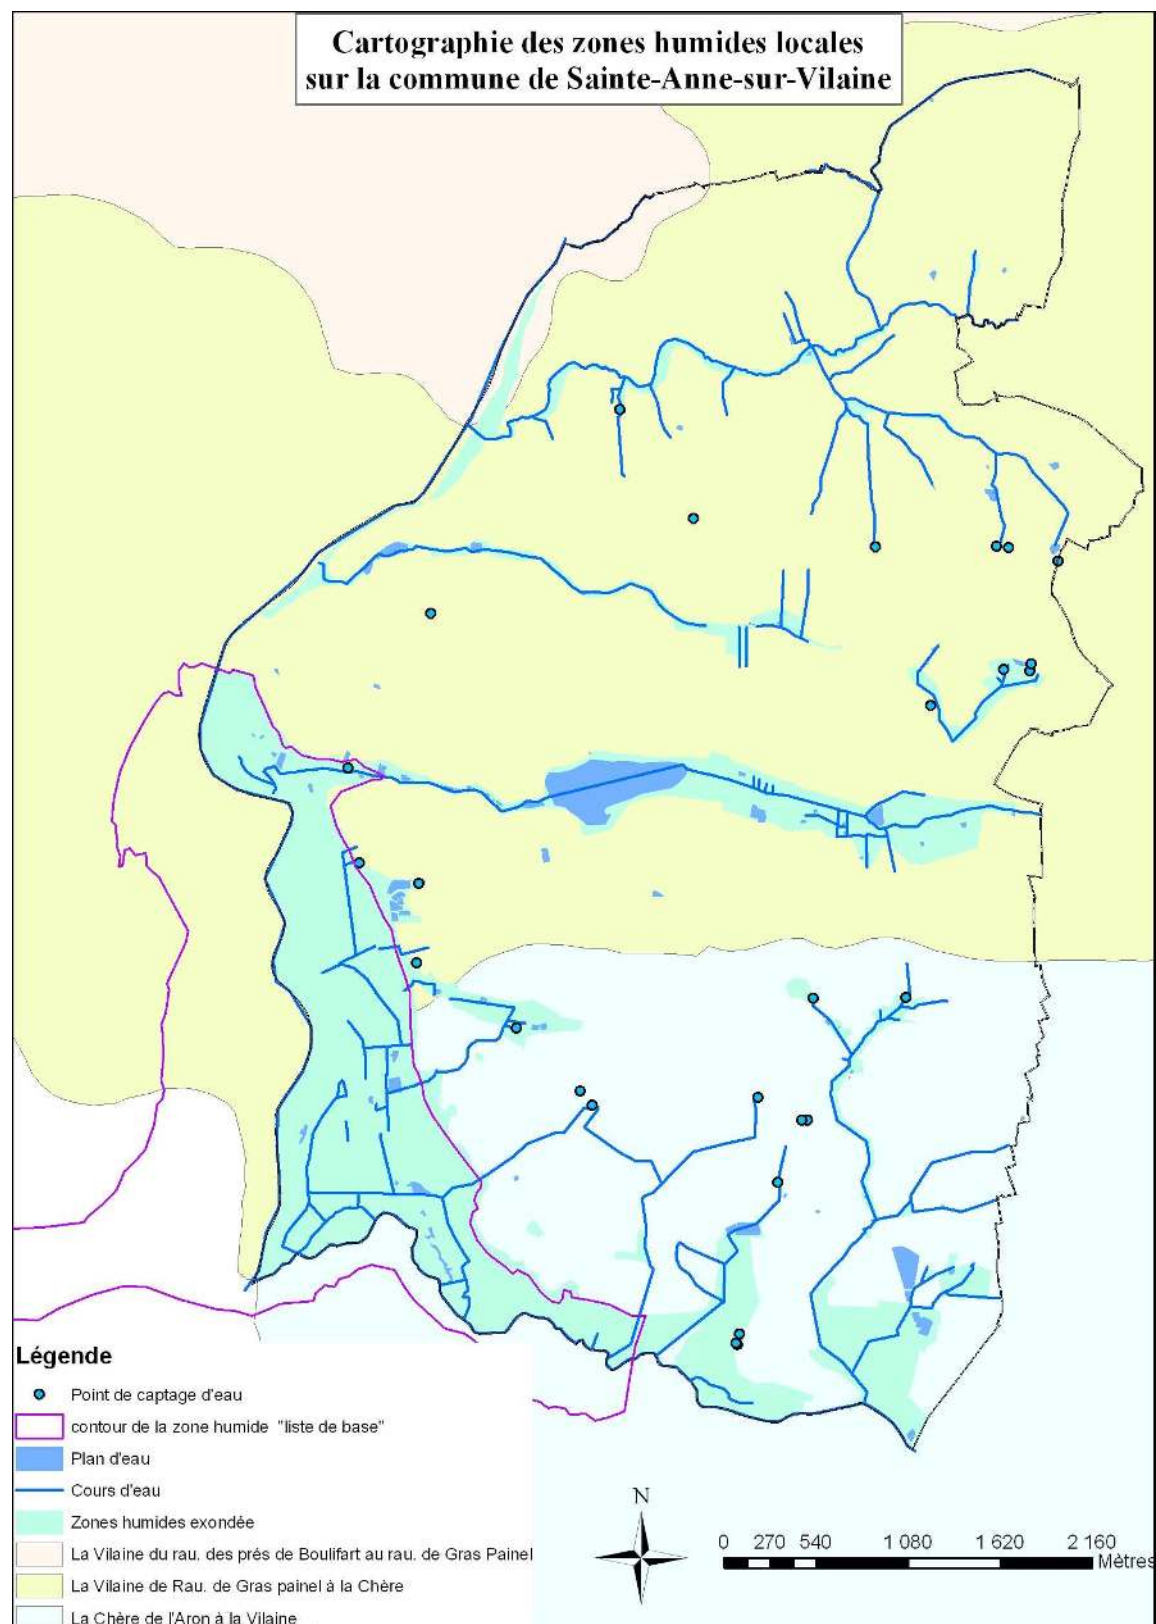 Cartographie des zones humides locales
sur la commune de Sainte-Anne-sur-Vilaine
Légende
Point de captage d'eau
contour de la zone humide "liste de base"
Plan d'eau
Cours d'eau
Zones humides exondée
La Vilaine du rau. des prés de Boulifart au rau. de Gras Painel
La Vilaine de Rau. de Gras painel à la Chère
La Chère de l'Aron à la Vilaine
N
0 270 540 1 080 1 620 2 160
Mètres